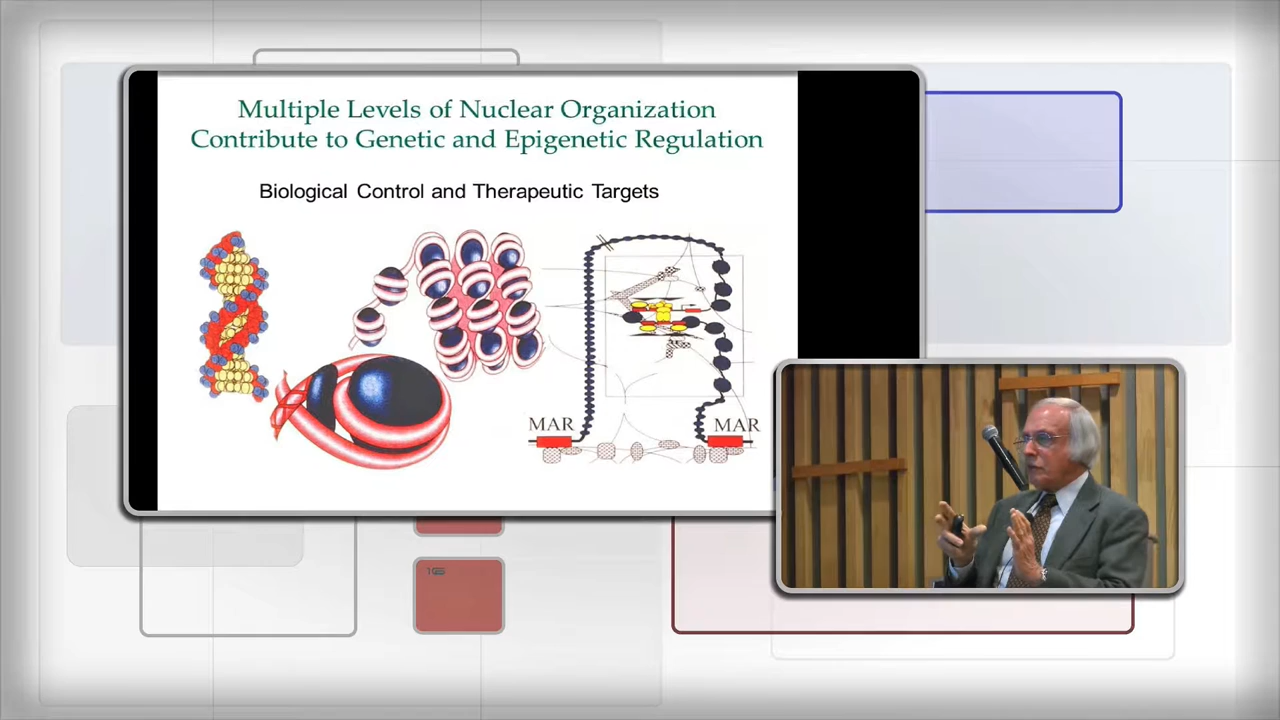 Multiple Levels of Nuclear Organization
Contribute to Genetic and Epigenetic Regulation
Biological Control and Therapeutic Targets
MAR
MAR